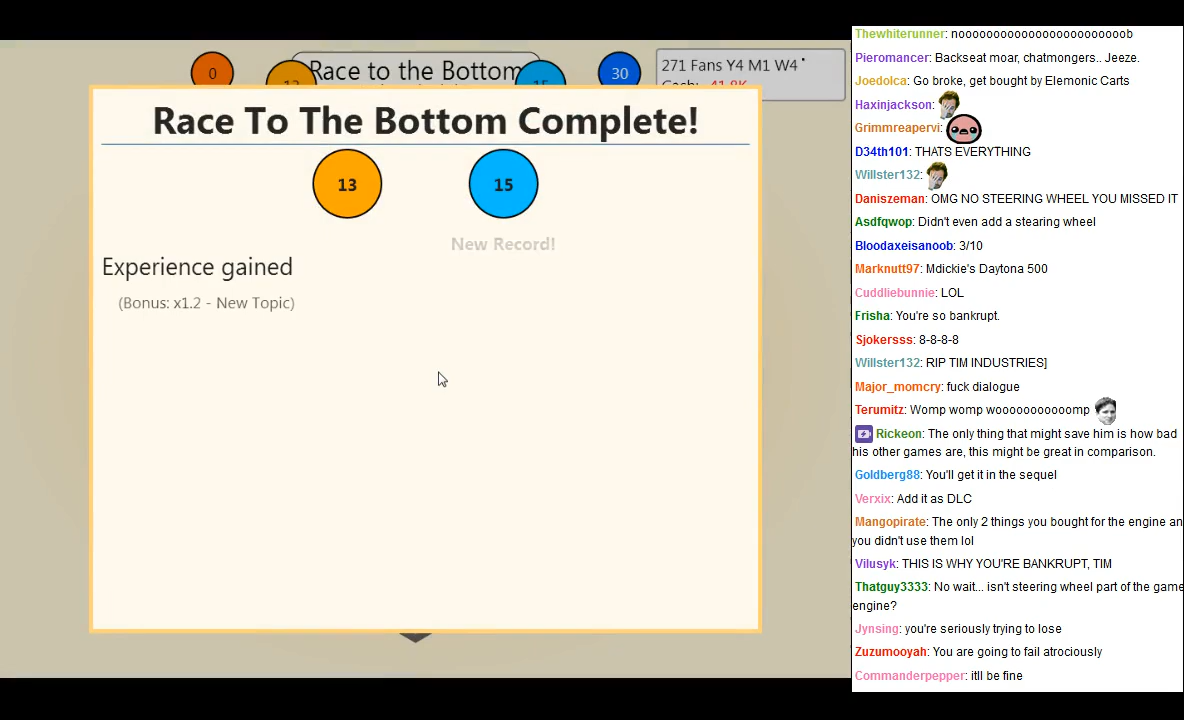 0
13
Race to the Bottom
15
30
271 Fans Y4 M1 W4
Race To The Bottom Complete!
13
15
New Record!
Experience gained
(Bonus: x1.2 - New Topic)
Thewhiterunner: noooooooooooooooooooooooob
Pieromancer: Backseat moar, chatmongers.. Jeeze.
Joedolca: Go broke, get bought by Elemonic Carts
Haxinjackson:
Grimmreapervi:
D34th101: THATS EVERYTHING
Willster132:
Daniszeman: OMG NO STEERING WHEEL YOU MISSED IT
Asdfqwop: Didn't even add a stearing wheel
Bloodaxeisanoob: 3/10
Marknutt97: Mdickie's Daytona 500
Cuddliebunnie: LOL
Frisha: You're so bankrupt.
Sjokersss: 8-8-8-8
Willster132: RIP TIM INDUSTRIES]
Major_momcry: fuck dialogue
Terumitz: Womp womp wooooooooooomp
Rickeon: The only thing that might save him is how bad
his other games are, this might be great in comparison.
Goldberg88: You'll get it in the sequel
Verxix: Add it as DLC
Mangopirate: The only 2 things you bought for the engine an
you didn't use them lol
Vilusyk: THIS IS WHY YOU'RE BANKRUPT, TIM
Thatguy3333: No wait... isn't steering wheel part of the game
engine?
Jynsing: you're seriously trying to lose
Zuzumooyah: You are going to fail atrociously
Commanderpepper: itll be fine